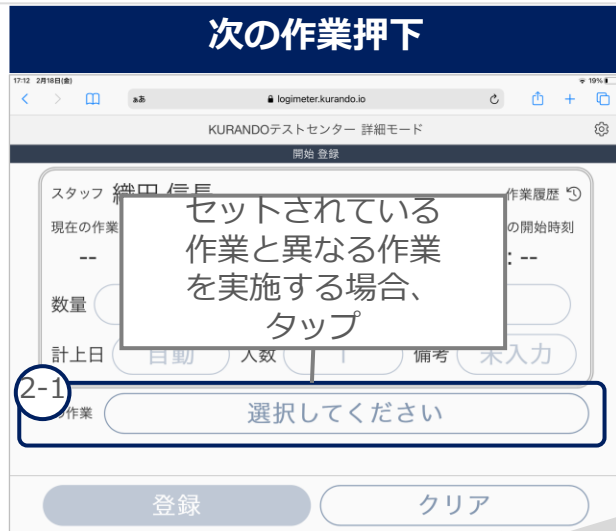 次の作業押下
17:12 2月18日(金)
19%
ぁあ
logimeter.kurando.io
KURANDOテストセンター 詳細モード
開始 登録
スタッフ 織田 信長
作業履歴
現在の作業
の開始時刻
--
: --
セットされている
作業と異なる作業
を実施する場合、
タップ
数量
計上日 自動 人数 1 備考 未入力
2-1
作業 選択してください
登録 クリア